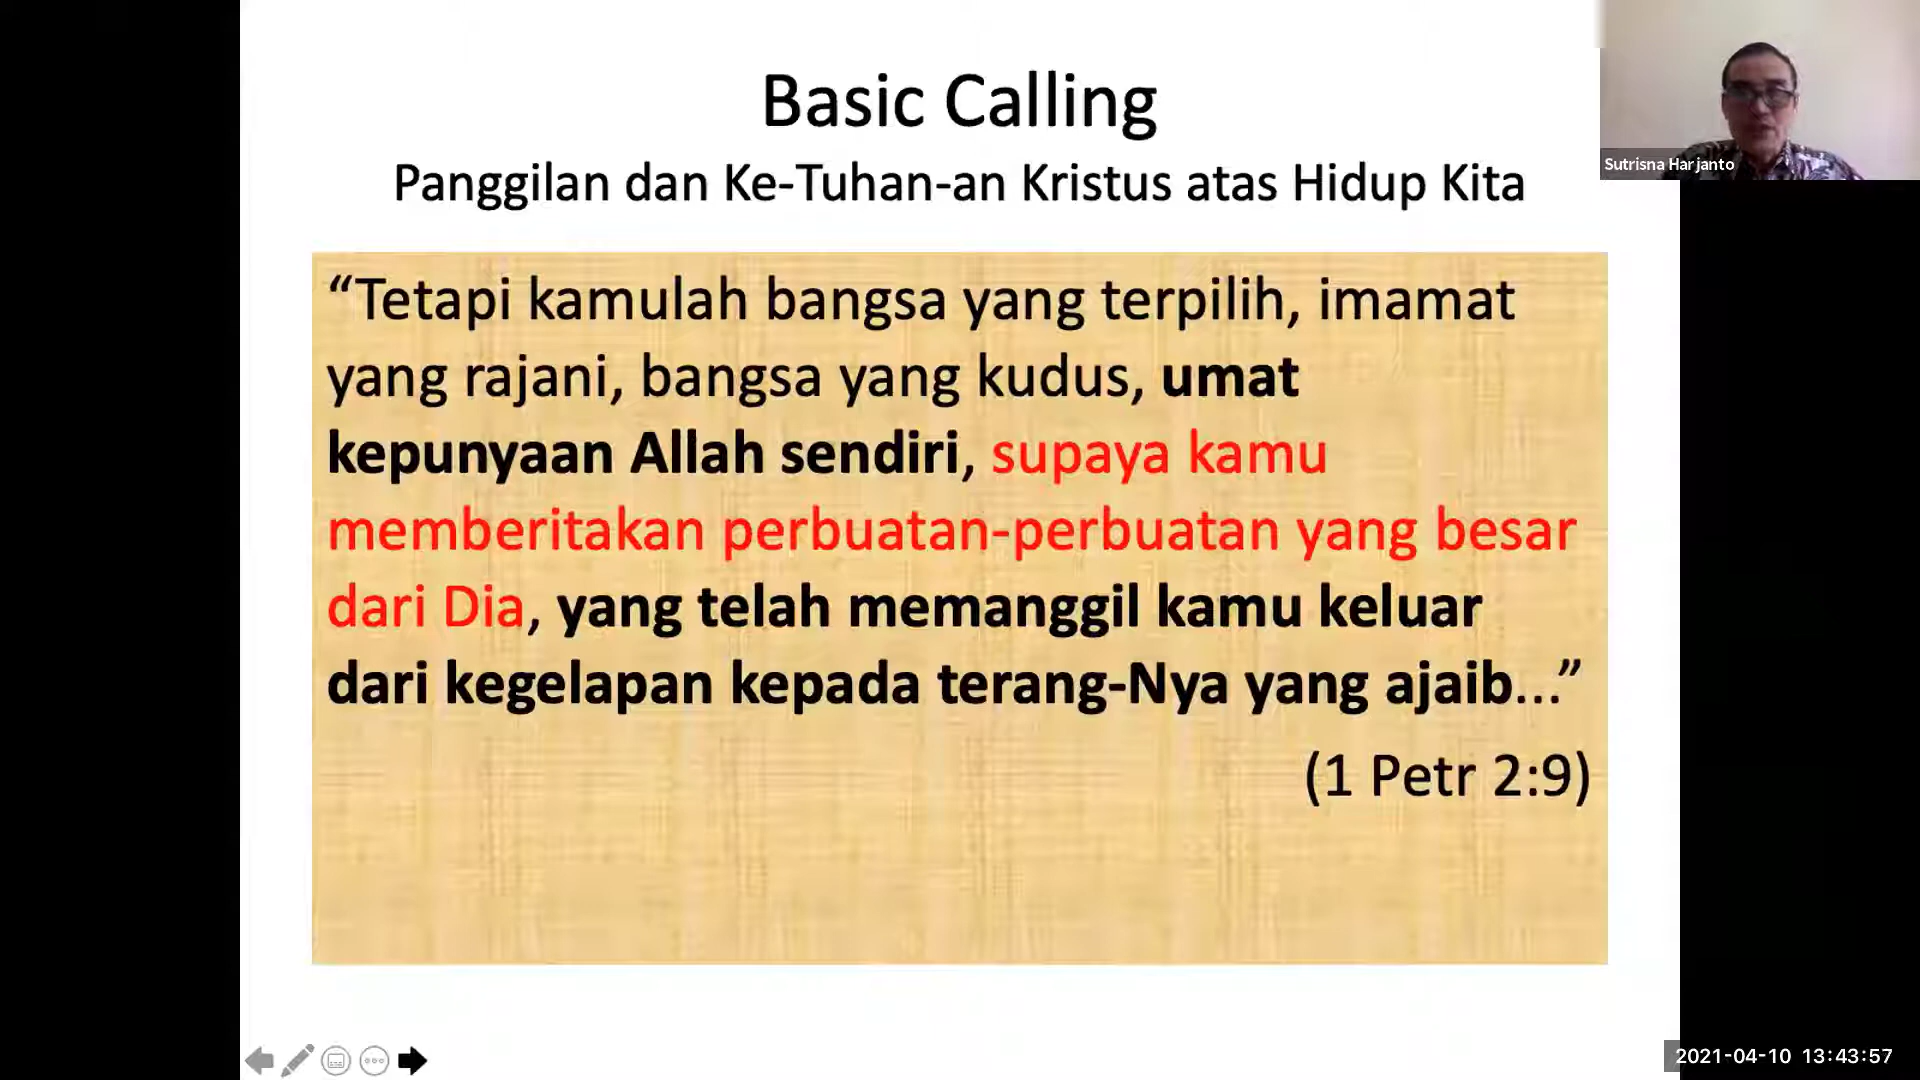 Basic Calling
Panggilan dan Ke-Tuhan-an Kristus atas Hidup Kita
Sutrisna Harjanto
“Tetapi kamulah bangsa yang terpilih, imamat
yang rajani, bangsa yang kudus, umat
kepunyaan Allah sendiri, supaya kamu
memberitakan perbuatan-perbuatan yang besar
dari Dia, yang telah memanggil kamu keluar
dari kegelapan kepada terang-Nya yang ajaib...”
(1 Petr 2:9)
2021-04-10 13:43:57